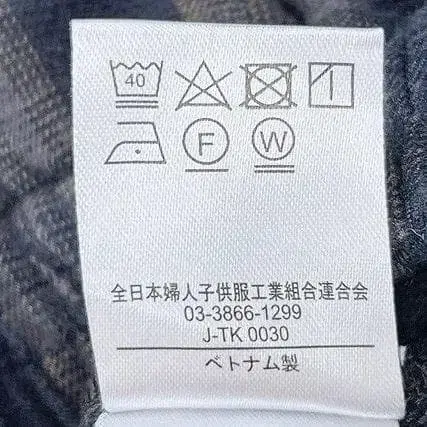 40
F
W
全日本婦人子供服工業組合連合会
03-3866-1299
J-TK 0030
ベトナム製